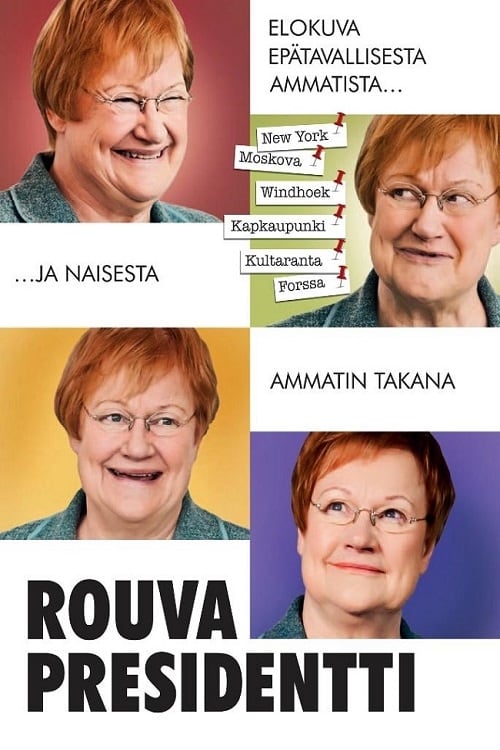 ELOKUVA
EPÄTAVALLISESTA
AMMATISTA...
New York
Moskova
Windhoek
Kapkaupunki
Kultaranta
Forssa
...JA NAISESTA
AMMATIN TAKANA
ROUVA
PRESIDENTTI